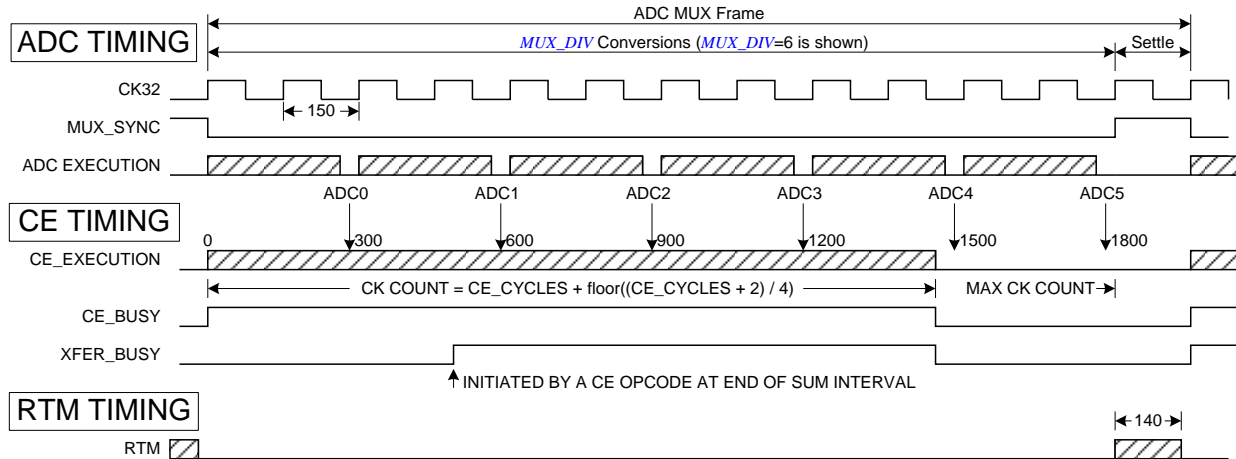 ADC MUX Frame
ADC TIMING
MUX_DIV Conversions (MUX_DIV=6 is shown)
Settle
CK32
150
MUX_SYNC
ADC EXECUTION
ADC0 ADC1 ADC2 ADC3 ADC4 ADC5
CE TIMING
0 300 600 900 1200 1500 1800
CE_EXECUTION
CK COUNT = CE_CYCLES + floor((CE_CYCLES + 2) / 4)
MAX CK COUNT
CE_BUSY
XFER_BUSY
INITIATED BY A CE OPCODE AT END OF SUM INTERVAL
RTM TIMING
140
RTM